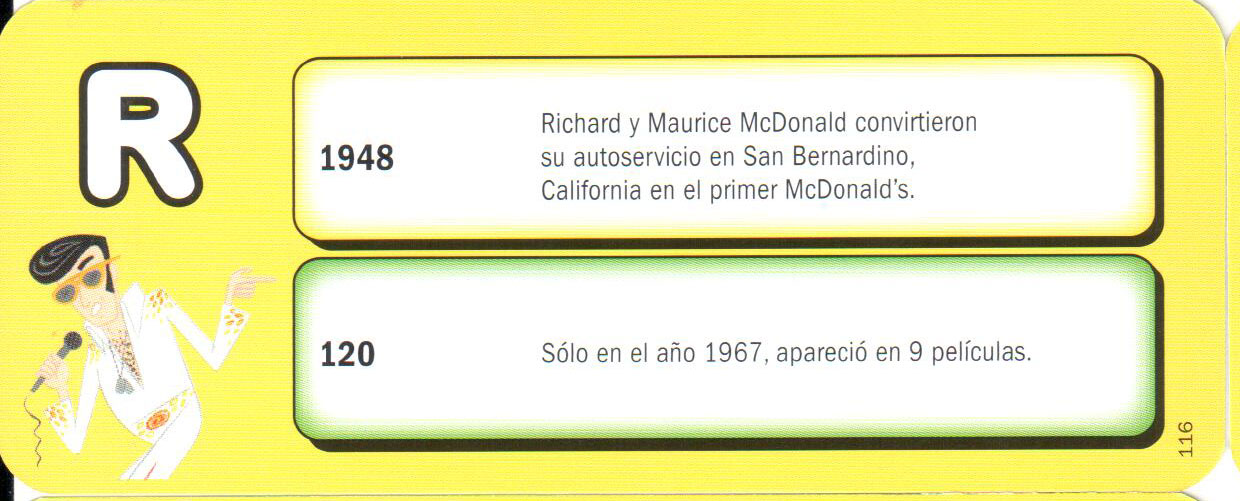 R
1948
Richard y Maurice McDonald convirtieron
su autoservicio en San Bernardino,
California en el primer McDonald's.
120
Sólo en el año 1967, apareció en 9 películas.
116